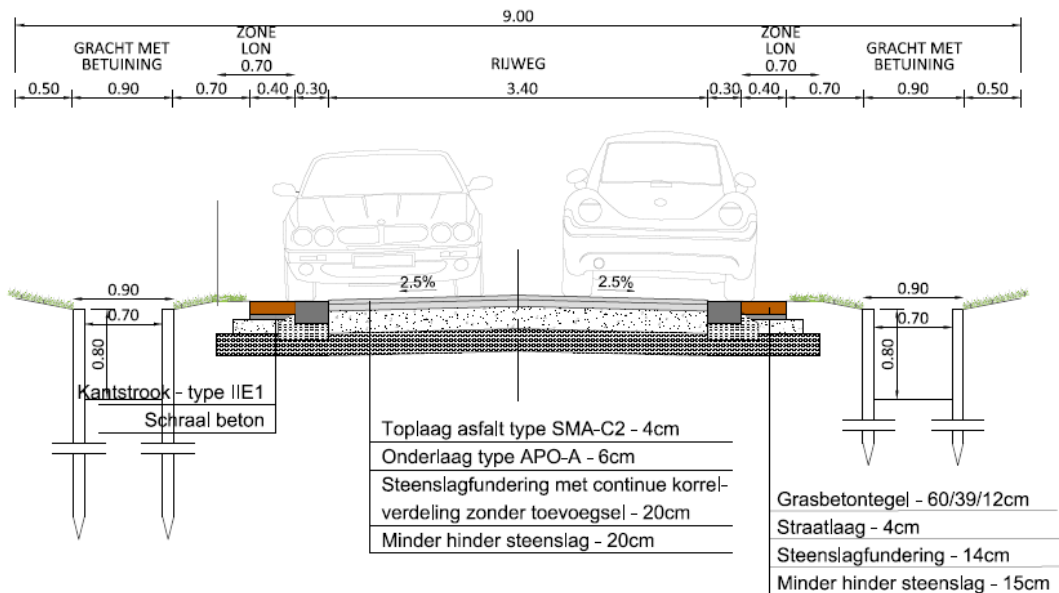 9.00
GRACHT MET
BETUINING
ZONE
LON
0.70
RIJWEG
ZONE
LON
0.70
GRACHT MET
BETUINING
0.50 0.90 0.70 0.40 0.30 3.40 0.30 0.40 0.70 0.90 0.50
2.5% 2.5%
0.90
0.70
0.80
0.90
0.70
0.80
Kantstrook - type IIE1
Schraal beton
Toplaag asfalt type SMA-C2 - 4cm
Onderlaag type APO-A - 6cm
Steenslagfundering met continue korrel-
verdeling zonder toevoegsel - 20cm
Minder hinder steenslag - 20cm
Grasbetontegel - 60/39/12cm
Straatlaag - 4cm
Steenslagfundering - 14cm
Minder hinder steenslag - 15cm